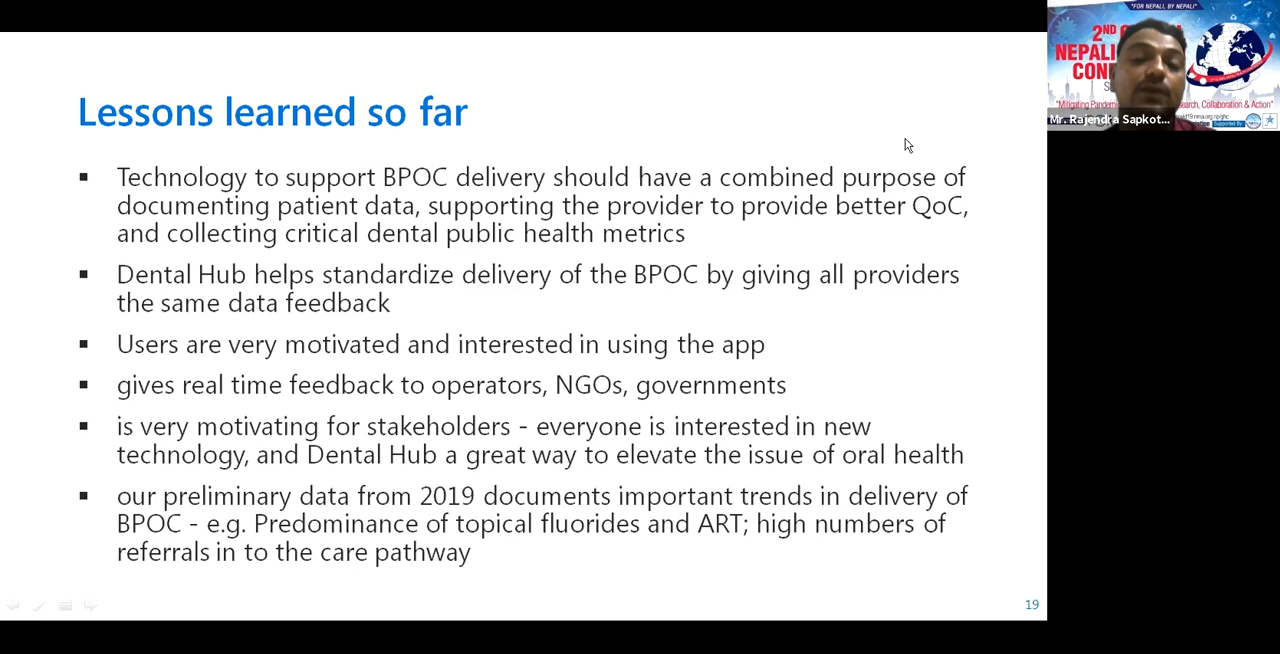 Lessons learned so far
▪ Technology to support BPOC delivery should have a combined purpose of
documenting patient data, supporting the provider to provide better QoC,
and collecting critical dental public health metrics
▪ Dental Hub helps standardize delivery of the BPOC by giving all providers
the same data feedback
▪ Users are very motivated and interested in using the app
▪ gives real time feedback to operators, NGOs, governments
▪ is very motivating for stakeholders - everyone is interested in new
technology, and Dental Hub a great way to elevate the issue of oral health
▪ our preliminary data from 2019 documents important trends in delivery of
BPOC - e.g. Predominance of topical fluorides and ART; high numbers of
referrals in to the care pathway
19
"FOR NEPALI, BY NEPALI"
2ND
NEPALI
CON
"Mitigating Collaboration & Action"
Mr. Rajendra Sapkot...
Supported By: